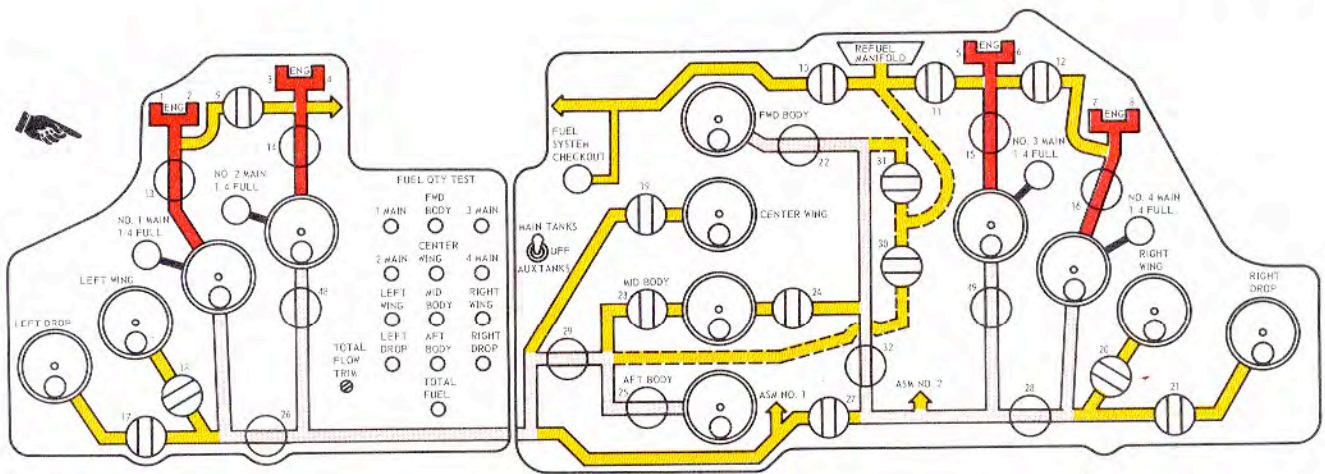 1 ENG 2
9
3 ENG 4
14
13
NO. 2 MAIN
1/4 FULL
NO. 1 MAIN
1/4 FULL
LEFT WING
LEFT DROP
18
17
26
48
FUEL QTY TEST
1 MAIN
FWD
BODY
3 MAIN
2 MAIN
CENTER
WING
4 MAIN
LEFT
WING
MID
BODY
RIGHT
WING
LEFT
DROP
AFT
BODY
RIGHT
DROP
TOTAL
FUEL
TOTAL
FLOW
TRIM
MAIN TANKS
OFF
AUX TANKS
FUEL
SYSTEM
CHECKOUT
REFUEL
MANIFOLD
10
11
12
5 ENG 6
7 ENG 8
FWD BODY
22
31
15
NO. 3 MAIN
1/4 FULL
16
NO. 4 MAIN
1/4 FULL
19
CENTER WING
30
MID BODY
23
24
29
32
49
RIGHT
WING
RIGHT
DROP
20
21
AFT BODY
25
ASM NO. 1
27
ASM NO. 2
28